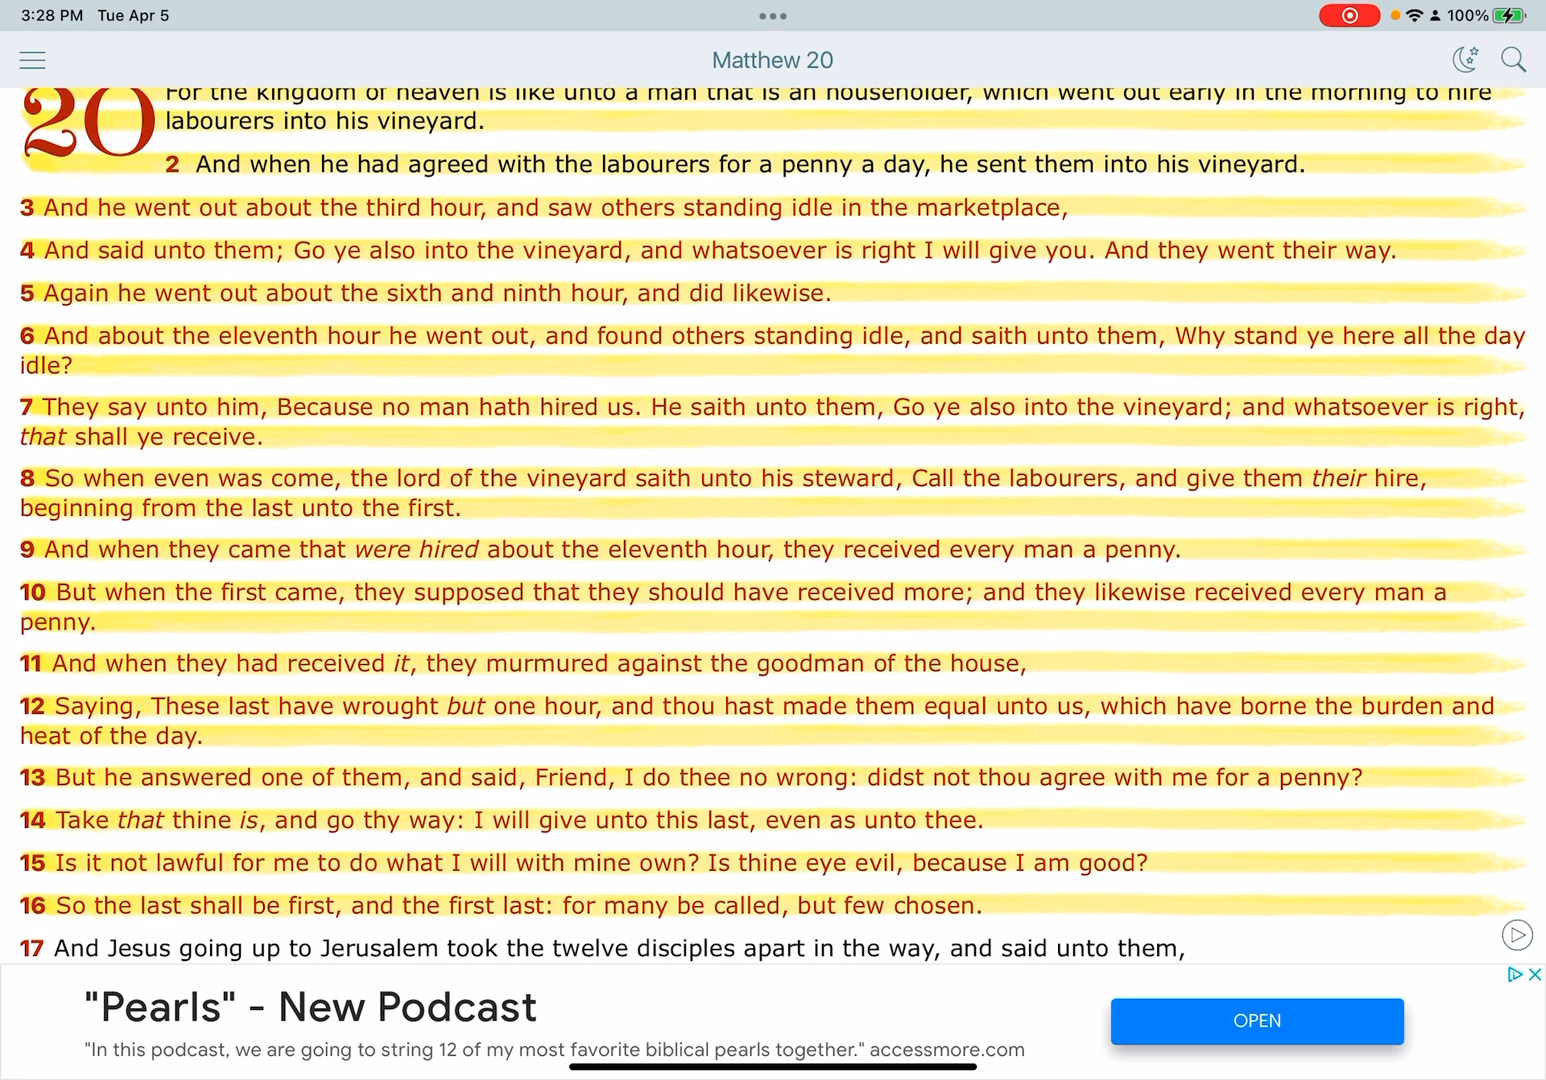 3:28 PM Tue Apr 5
100%
Matthew 20
20
For the kingdom of heaven is like unto a man that is an householder, which went out early in the morning to hire
labourers into his vineyard.
2 And when he had agreed with the labourers for a penny a day, he sent them into his vineyard.
3 And he went out about the third hour, and saw others standing idle in the marketplace,
4 And said unto them; Go ye also into the vineyard, and whatsoever is right I will give you. And they went their way.
5 Again he went out about the sixth and ninth hour, and did likewise.
6 And about the eleventh hour he went out, and found others standing idle, and saith unto them, Why stand ye here all the day
idle?
7 They say unto him, Because no man hath hired us. He saith unto them, Go ye also into the vineyard; and whatsoever is right,
that shall ye receive.
8 So when even was come, the lord of the vineyard saith unto his steward, Call the labourers, and give them their hire,
beginning from the last unto the first.
9 And when they came that were hired about the eleventh hour, they received every man a penny.
10 But when the first came, they supposed that they should have received more; and they likewise received every man a
penny.
11 And when they had received it, they murmured against the goodman of the house,
12 Saying, These last have wrought but one hour, and thou hast made them equal unto us, which have borne the burden and
heat of the day.
13 But he answered one of them, and said, Friend, I do thee no wrong: didst not thou agree with me for a penny?
14 Take that thine is, and go thy way: I will give unto this last, even as unto thee.
15 Is it not lawful for me to do what I will with mine own? Is thine eye evil, because I am good?
16 So the last shall be first, and the first last: for many be called, but few chosen.
17 And Jesus going up to Jerusalem took the twelve disciples apart in the way, and said unto them,
"Pearls" - New Podcast
"In this podcast, we are going to string 12 of my most favorite biblical pearls together." accessmore.com
OPEN